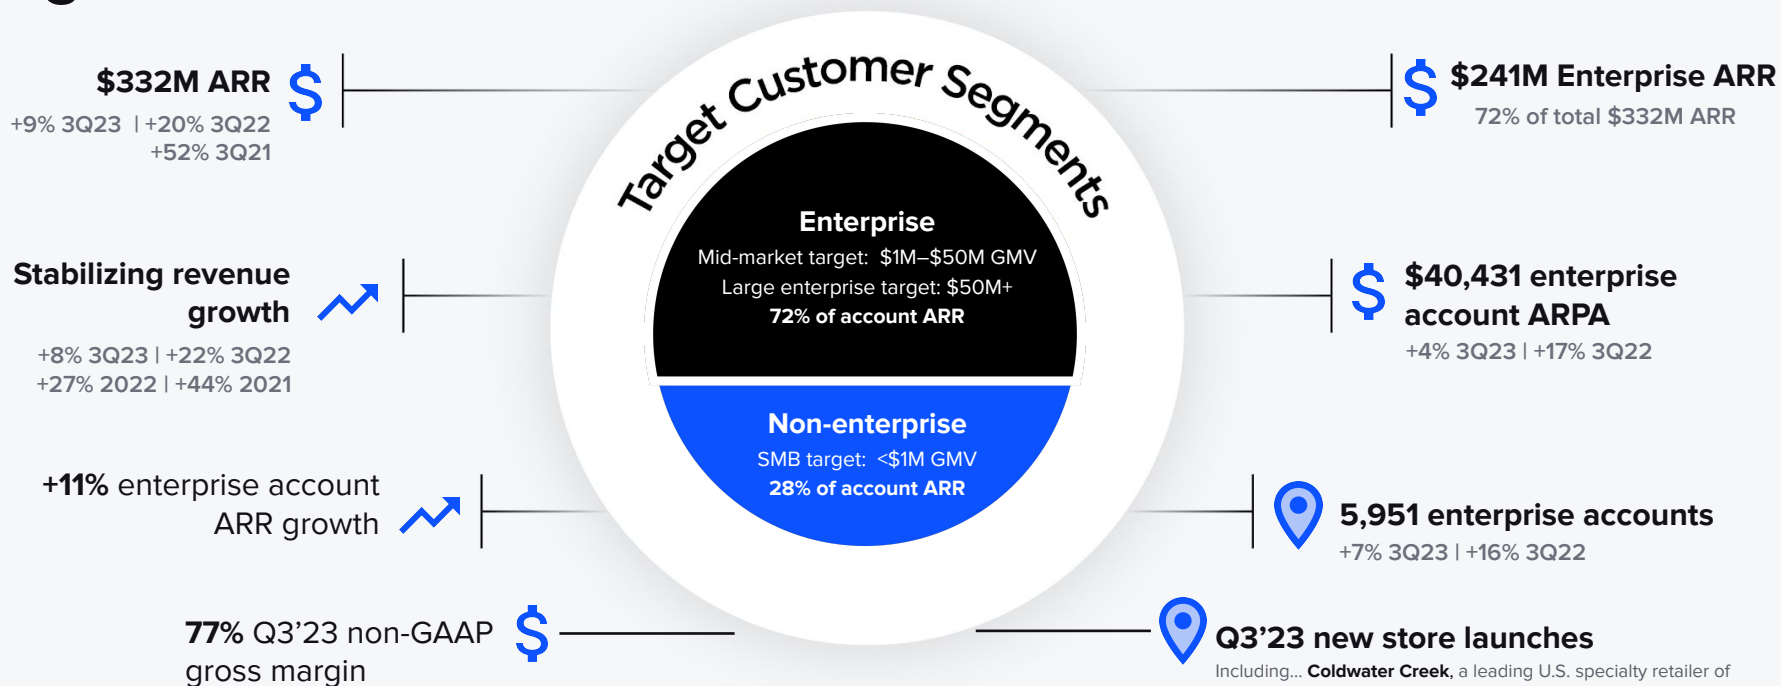 $332M ARR
+9% 3Q23 | +20% 3Q22
+52% 3Q21
Stabilizing revenue
growth
+8% 3Q23 | +22% 3Q22
+27% 2022 | +44% 2021
+11% enterprise account
ARR growth
77% Q3’23 non-GAAP
gross margin
Target Customer Segments
Enterprise
Mid-market target: $1M–$50M GMV
Large enterprise target: $50M+
72% of account ARR
Non-enterprise
SMB target: <$1M GMV
28% of account ARR
$241M Enterprise ARR
72% of total $332M ARR
$40,431 enterprise
account ARPA
+4% 3Q23 | +17% 3Q22
5,951 enterprise accounts
+7% 3Q23 | +16% 3Q22
Q3’23 new store launches
Including... Coldwater Creek, a leading U.S. specialty retailer of